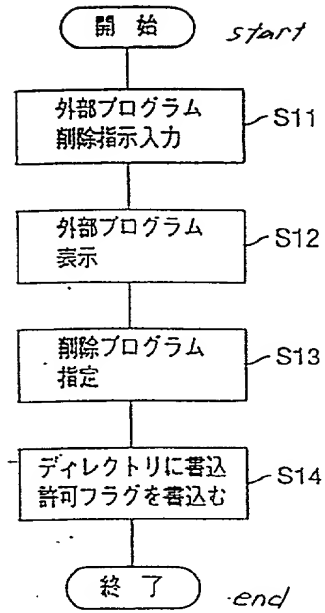 開 始 start
外部プログラム
削除指示入力
S11
外部プログラム
表示
S12
削除プログラム
指定
S13
ディレクトリに書込
許可フラグを書込む
S14
終 了 end